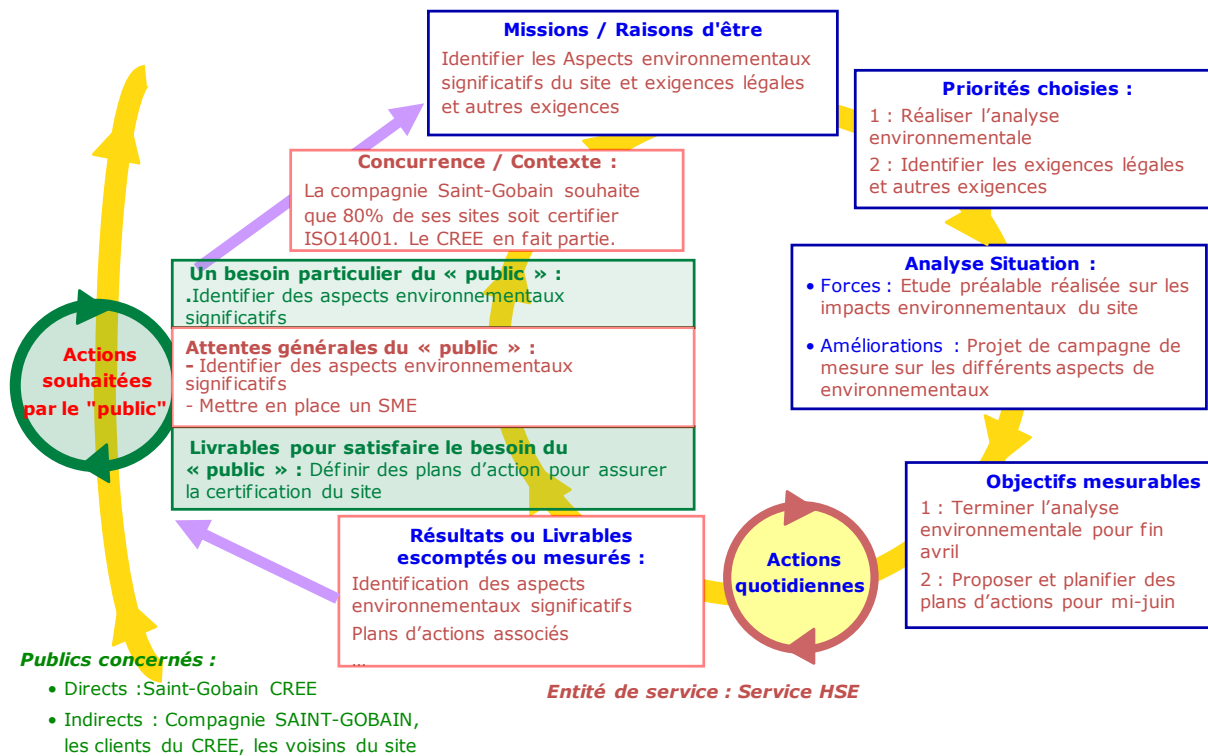 Missions / Raisons d'être
Identifier les Aspects environnementaux
significatifs du site et exigences légales
et autres exigences
Priorités choisies :
1 : Réaliser l’analyse
environnementale
2 : Identifier les exigences légales
et autres exigences
Concurrence / Contexte :
La compagnie Saint-Gobain souhaite
que 80% de ses sites soit certifier
ISO14001. Le CREE en fait partie.
Un besoin particulier du « public » :
.Identifier des aspects environnementaux
significatifs
Analyse Situation :
• Forces : Etude préalable réalisée sur les
impacts environnementaux du site
• Améliorations : Projet de campagne de
mesure sur les différents aspects de
environnementaux
Actions
souhaitées
par le "public"
Attentes générales du « public » :
- Identifier des aspects environnementaux
significatifs
- Mettre en place un SME
Livrables pour satisfaire le besoin du
« public » : Définir des plans d’action pour assurer
la certification du site
Objectifs mesurables
1 : Terminer l’analyse
environnementale pour fin
avril
2 : Proposer et planifier des
plans d’actions pour mi-juin
Résultats ou Livrables
escomptés ou mesurés :
Identification des aspects
environnementaux significatifs
Plans d’actions associés
...
Actions
quotidiennes
Publics concernés :
• Directs :Saint-Gobain CREE
• Indirects : Compagnie SAINT-GOBAIN,
les clients du CREE, les voisins du site
Entité de service : Service HSE